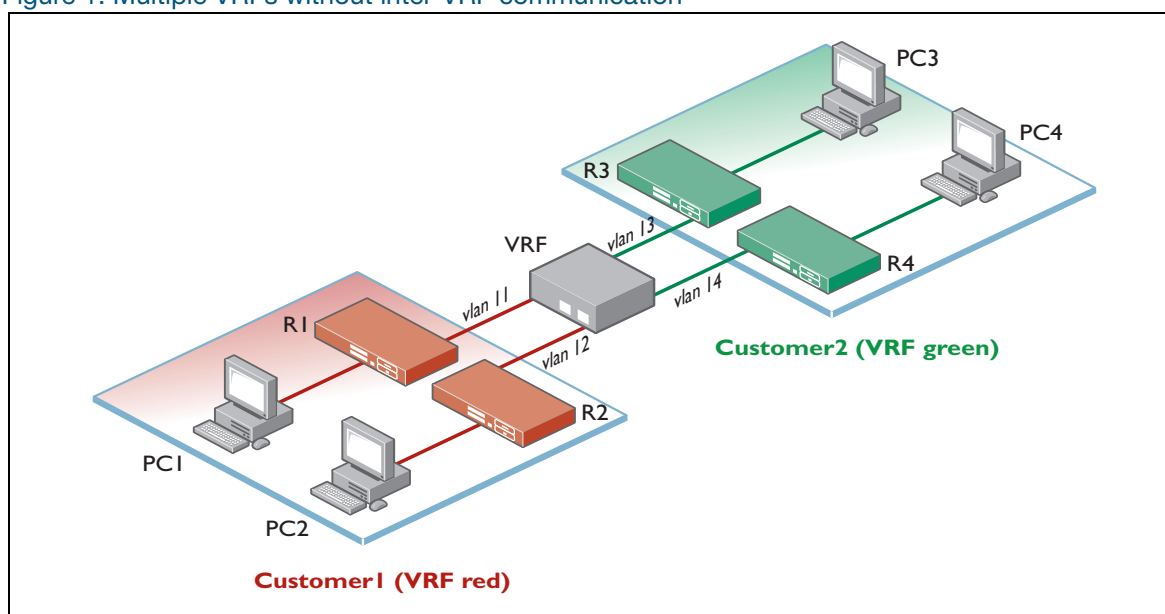 Figure 1: Multiple VRFs without inter-VRF communication
PC3
PC4
R3
vlan 13
VRF
R4
vlan 14
vlan 11
R1
Customer2 (VRF green)
vlan 12
R2
PC1
PC2
Customer1 (VRF red)